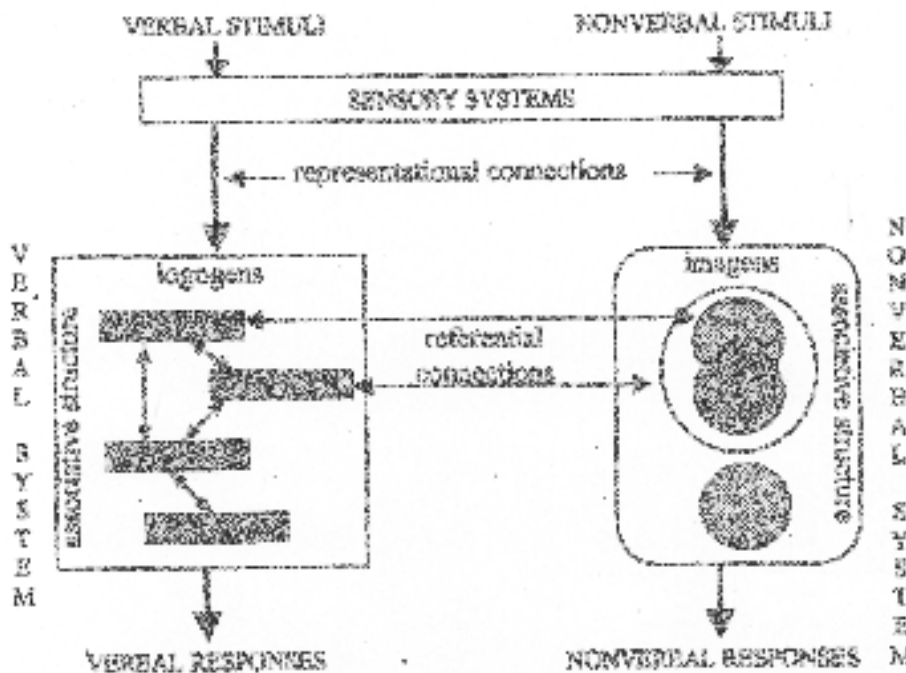 VERBAL STIMULI
NONVERBAL STIMULI
SENSORY SYSTEMS
representational connections
VERBAL SYSTEM
logogens
associative structure
referential
connections
imagens
associative structure
NONVERBAL SYSTEM
VERBAL RESPONSES
NONVERBAL RESPONSES